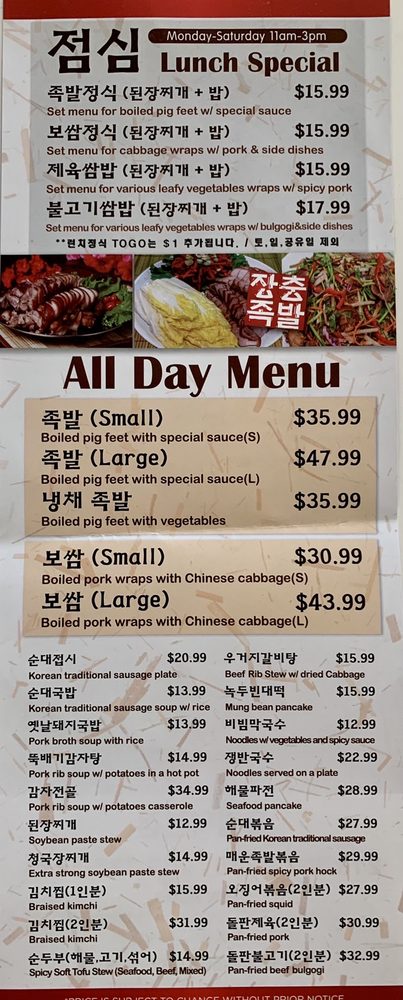 점심
Monday-Saturday 11am-3pm
Lunch Special
족발정식 (된장찌개 + 밥) $15.99
Set menu for boiled pig feet w/ special sauce
보쌈정식 (된장찌개 + 밥) $15.99
Set menu for cabbage wraps w/ pork & side dishes
제육쌈밥 (된장찌개 + 밥) $15.99
Set menu for various leafy vegetables wraps w/ spicy pork
불고기쌈밥 (된장찌개 + 밥) $17.99
Set menu for various leafy vegetables wraps w/ bulgogi&side dishes
**런치정식 TOGO는 $1 추가됩니다. / 토,일,공유일 제외
장충
족발
All Day Menu
족발 (Small) $35.99
Boiled pig feet with special sauce(S)
족발 (Large) $47.99
Boiled pig feet with special sauce(L)
냉채 족발 $35.99
Boiled pig feet with vegetables
보쌈 (Small) $30.99
Boiled pork wraps with Chinese cabbage(S)
보쌈 (Large) $43.99
Boiled pork wraps with Chinese cabbage(L)
순대접시 $20.99
Korean traditional sausage plate
순대국밥 $13.99
Korean traditional sausage soup w/ rice
옛날돼지국밥 $13.99
Pork broth soup with rice
뚝배기감자탕 $14.99
Pork rib soup w/ potatoes in a hot pot
감자전골 $34.99
Pork rib soup w/ potatoes casserole
된장찌개 $12.99
Soybean paste stew
청국장찌개 $14.99
Extra strong soybean paste stew
김치찜(1인분) $15.99
Braised kimchi
김치찜(2인분) $31.99
Braised kimchi
순두부(해물,고기,섞어) $14.99
Spicy Soft Tofu Stew (Seafood, Beef, Mixed)
우거지갈비탕 $15.99
Beef Rib Stew w/ dried Cabbage
녹두빈대떡 $15.99
Mung bean pancake
비빔막국수 $12.99
Noodles w/ vegetables and spicy sauce
쟁반국수 $22.99
Noodles served on a plate
해물파전 $28.99
Seafood pancake
순대볶음 $27.99
Pan-fried Korean traditional sausage
매운족발볶음 $29.99
Pan-fried spicy pork hock
오징어볶음(2인분) $27.99
Pan-fried squid
돌판제육(2인분) $30.99
Pan-fried pork
돌판불고기(2인분) $32.99
Pan-fried beef bulgogi
*PRICE IS SUBJECT TO CHANGE WITHOUT PRIOR NOTICE